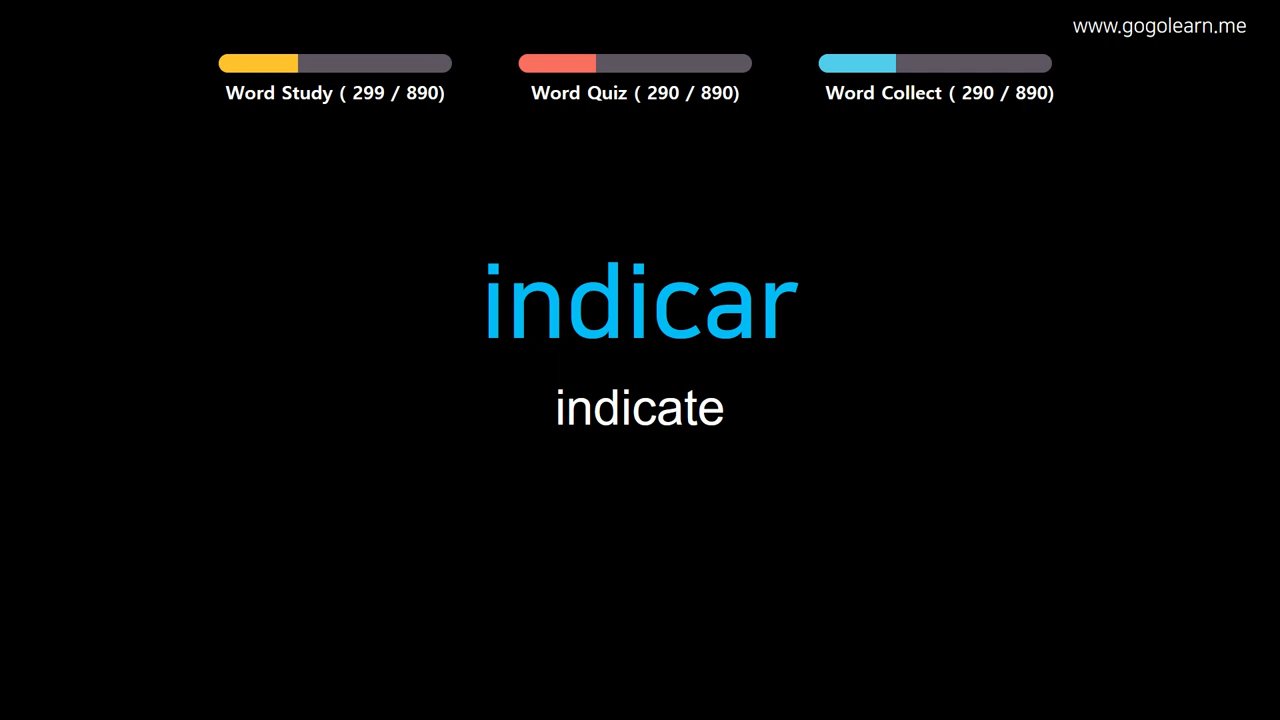 www.gogolearn.me
Word Study ( 299 / 890)
Word Quiz ( 290 / 890)
Word Collect ( 290 / 890)
indicar
indicate